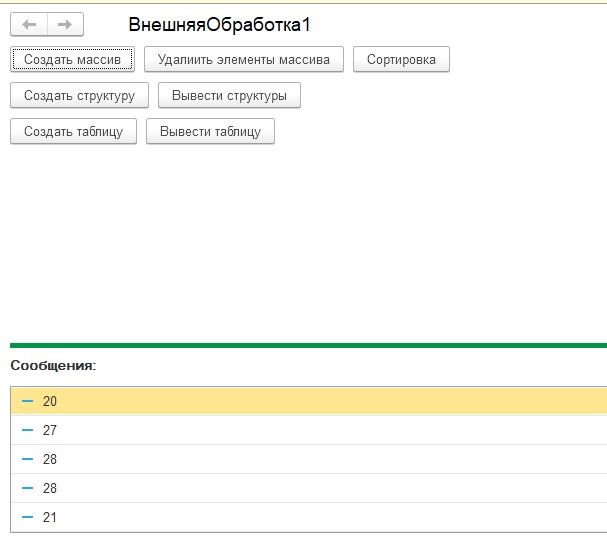 ВнешняяОбработка1
Создать массив Удалиить элементы массива Сортировка
Создать структуру Вывести структуры
Создать таблицу Вывести таблицу
Сообщения:
20
27
28
28
21